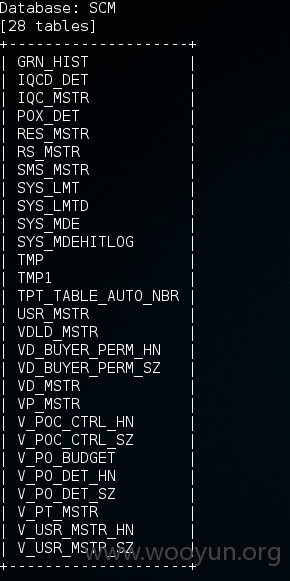 Database: SCM
[28 tables]
+--------------------+
| GRN_HIST |
| IQCD_DET |
| IQC_MSTR |
| POX_DET |
| RES_MSTR |
| RS_MSTR |
| SMS_MSTR |
| SYS_LMT |
| SYS_LMTD |
| SYS_MDE |
| SYS_MDEHITLOG |
| TMP |
| TMP1 |
| TPT_TABLE_AUTO_NBR |
| USR_MSTR |
| VDLD_MSTR |
| VD_BUYER_PERM_HN |
| VD_BUYER_PERM_SZ |
| VD_MSTR |
| VP_MSTR |
| V_POC_CTRL_HN |
| V_POC_CTRL_SZ |
| V_PO_BUDGET |
| V_PO_DET_HN |
| V_PO_DET_SZ |
| V_PT_MSTR |
| V_USR_MSTR_HN |
| V_USR_MSTR_SZ |
+--------------------+
www.wooyun.org